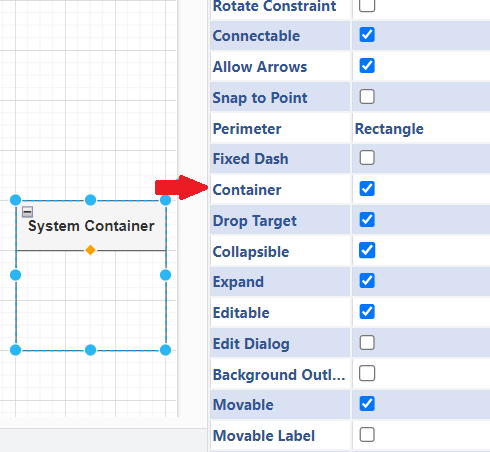 Rotate Constraint
Connectable
Allow Arrows
Snap to Point
Perimeter Rectangle
Fixed Dash
Container
Drop Target
Collapsible
Expand
Editable
Edit Dialog
Background Outl...
Movable
Movable Label
System Container